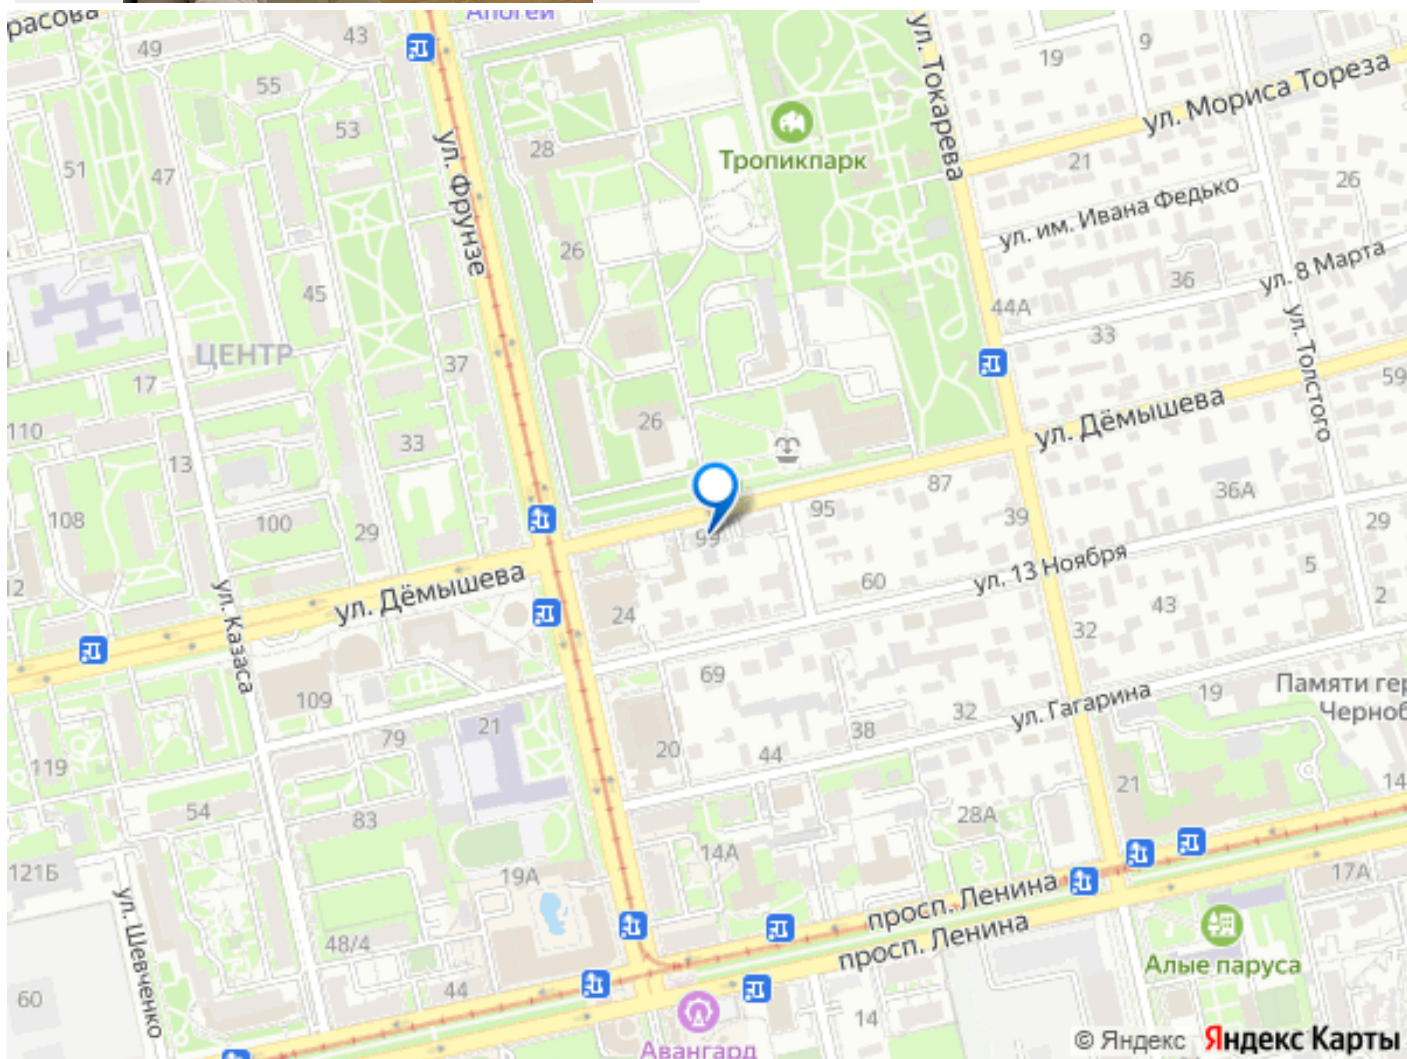 Апогей
расова
49
43
55
53
51
47
ул. Фрунзе
28
26
Тропикпарк
ул. Токарева
19
9
ул. Мориса Тореза
21
26
ул. им. Ивана Федько
36
ул. 8 Марта
44А
33
ул. Толстого
45
ЦЕНТР
37
17
110
13
33
26
59
ул. Дёмышева
87
36А
108
100
29
95
39
29
99
12
ул. Казаса
ул. Дёмышева
24
60
ул. 13 Ноября
5
43
2
32
109
69
Памяти гер
Черноб
21
79
20
44
38
32
ул. Гагарина
19
119
54
83
21
14
28А
14А
121Б
19А
17А
ул. Шевченко
48/4
просп. Ленина
просп. Ленина
Алые паруса
60
44
14
Авангард
© Яндекс Яндекс Карты